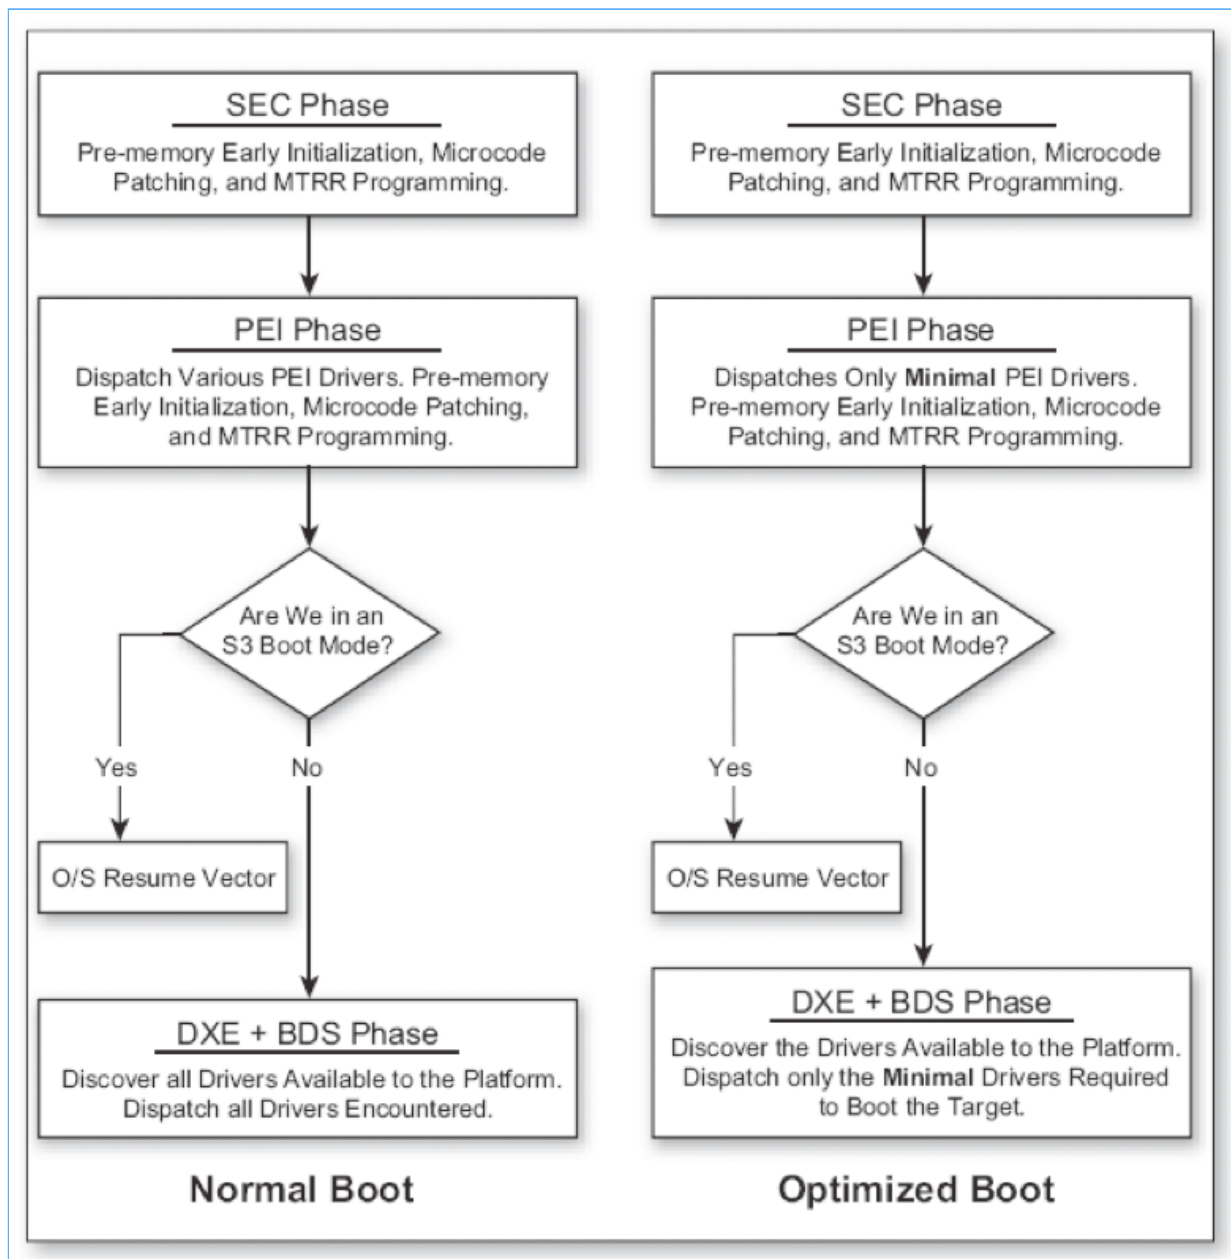 SEC Phase
Pre-memory Early Initialization, Microcode
Patching, and MTRR Programming.
PEI Phase
Dispatch Various PEI Drivers. Pre-memory
Early Initialization, Microcode Patching,
and MTRR Programming.
Are We in an
S3 Boot Mode?
Yes
No
O/S Resume Vector
DXE + BDS Phase
Discover all Drivers Available to the Platform.
Dispatch all Drivers Encountered.
Normal Boot
SEC Phase
Pre-memory Early Initialization, Microcode
Patching, and MTRR Programming.
PEI Phase
Dispatches Only Minimal PEI Drivers.
Pre-memory Early Initialization, Microcode
Patching, and MTRR Programming.
Are We in an
S3 Boot Mode?
Yes
No
O/S Resume Vector
DXE + BDS Phase
Discover the Drivers Available to the Platform.
Dispatch only the Minimal Drivers Required
to Boot the Target.
Optimized Boot